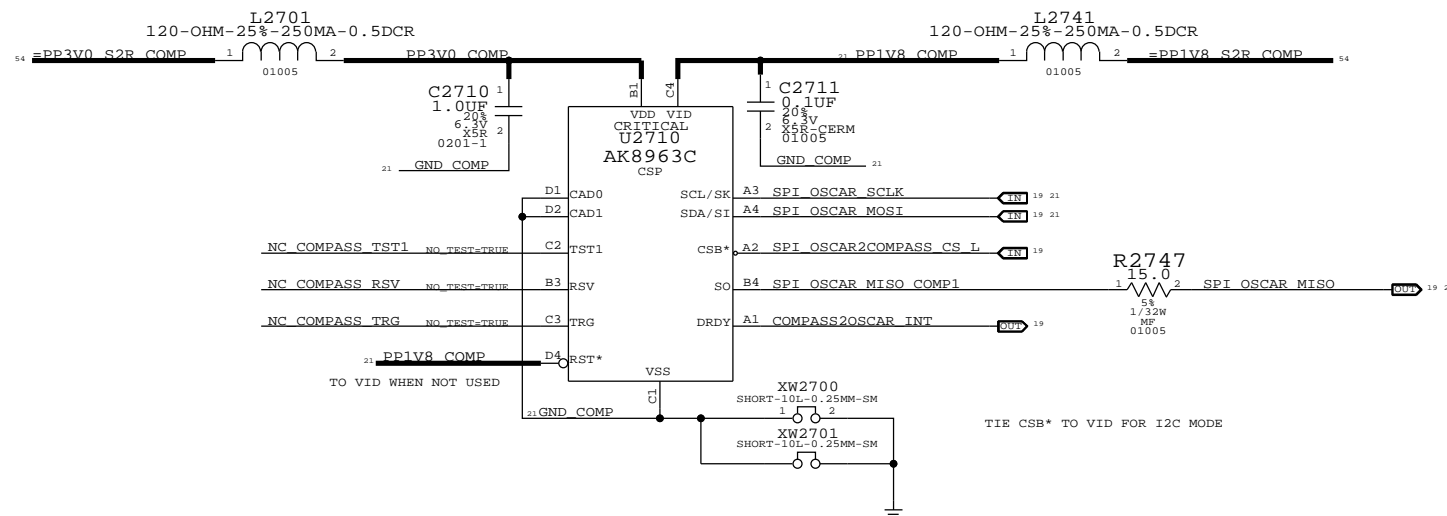 L2701
120-OHM-25%-250MA-0.5DCR
54 =PP3V0_S2R_COMP 1 2 PP3V0_COMP
01005
L2741
120-OHM-25%-250MA-0.5DCR
21 PP1V8_COMP 1 2 =PP1V8_S2R_COMP 54
01005
C2710 1
1.0UF
20%
6.3V
X5R 2
0201-1
21 GND_COMP
B1 C4
1 C2711
0.1UF
20%
6.3V
2 X5R-CERM
01005
GND_COMP 21
VDD VID
CRITICAL
U2710
AK8963C
CSP
D1 CAD0 SCL/SK A3 SPI_OSCAR_SCLK IN 19 21
D2 CAD1 SDA/SI A4 SPI_OSCAR_MOSI IN 19 21
NC_COMPASS_TST1 NO_TEST=TRUE C2 TST1 CSB* A2 SPI_OSCAR2COMPASS_CS_L IN 19
R2747
15.0
NC_COMPASS_RSV NO_TEST=TRUE B3 RSV SO B4 SPI_OSCAR_MISO_COMP1 1 2 SPI_OSCAR_MISO OUT 19
5%
1/32W
MF
01005
NC_COMPASS_TRG NO_TEST=TRUE C3 TRG DRDY A1 COMPASS2OSCAR_INT OUT 19
21 PP1V8_COMP D4 RST*
TO VID WHEN NOT USED
VSS
C1
XW2700
SHORT-10L-0.25MM-SM
21 GND_COMP 1 2
XW2701
SHORT-10L-0.25MM-SM
TIE CSB* TO VID FOR I2C MODE